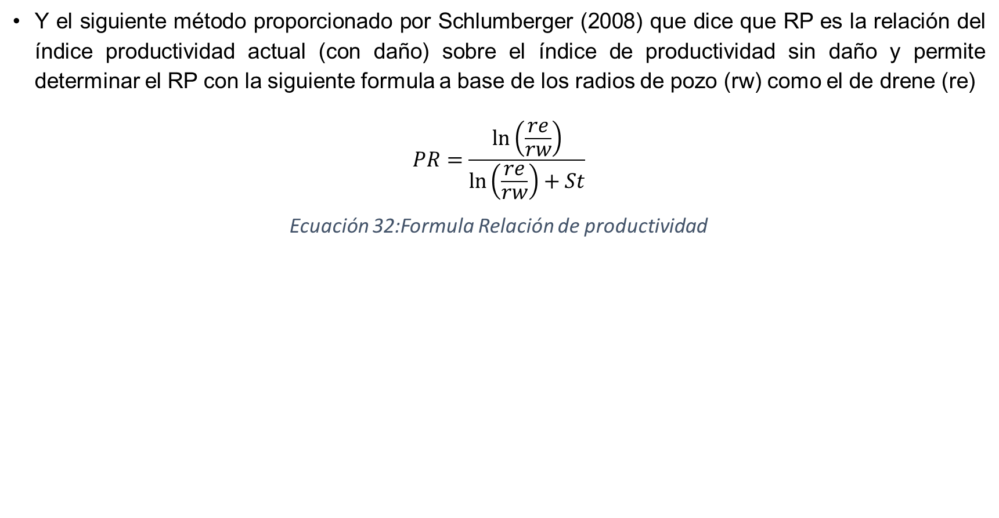 • Y el siguiente método proporcionado por Schlumberger (2008) que dice que RP es la relación del
índice productividad actual (con daño) sobre el índice de productividad sin daño y permite
determinar el RP con la siguiente formula a base de los radios de pozo (rw) como el de drene (re)
PR = ln(re/rw) / (ln(re/rw) + St)
Ecuación 32:Formula Relación de productividad